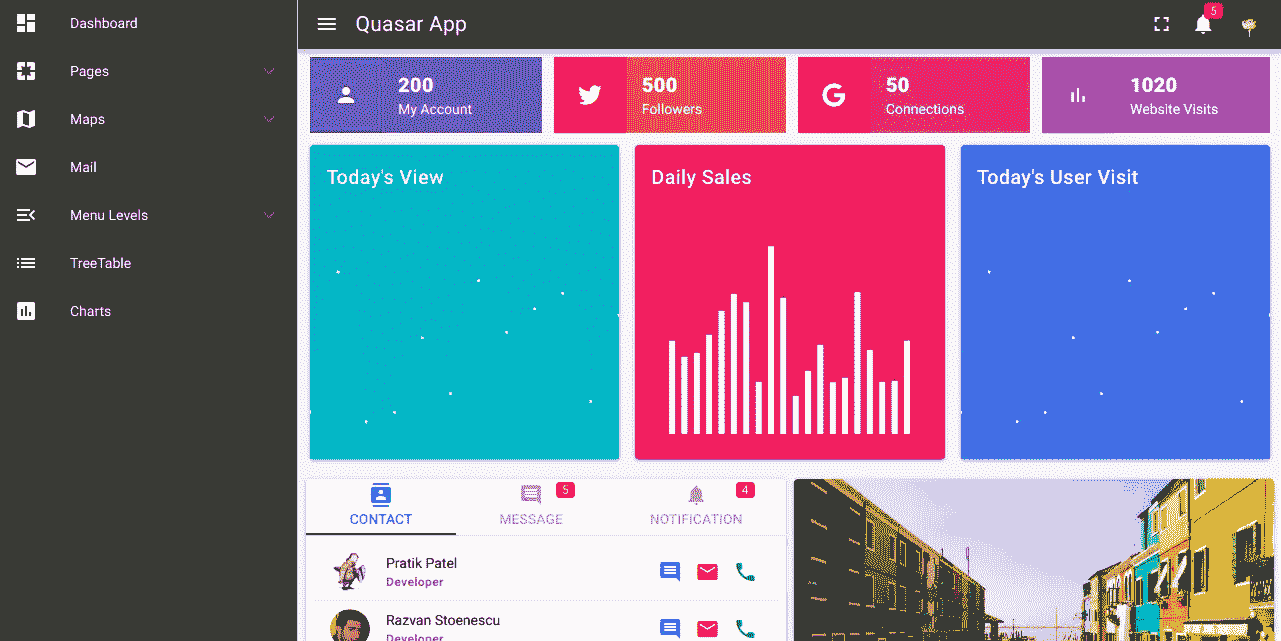 Dashboard
Pages
Maps
Mail
Menu Levels
TreeTable
Charts
Quasar App
5
200
My Account
500
Followers
50
Connections
1020
Website Visits
Today's View
Daily Sales
Today's User Visit
CONTACT
5
MESSAGE
4
NOTIFICATION
Pratik Patel
Developer
Razvan Stoenescu
Developer